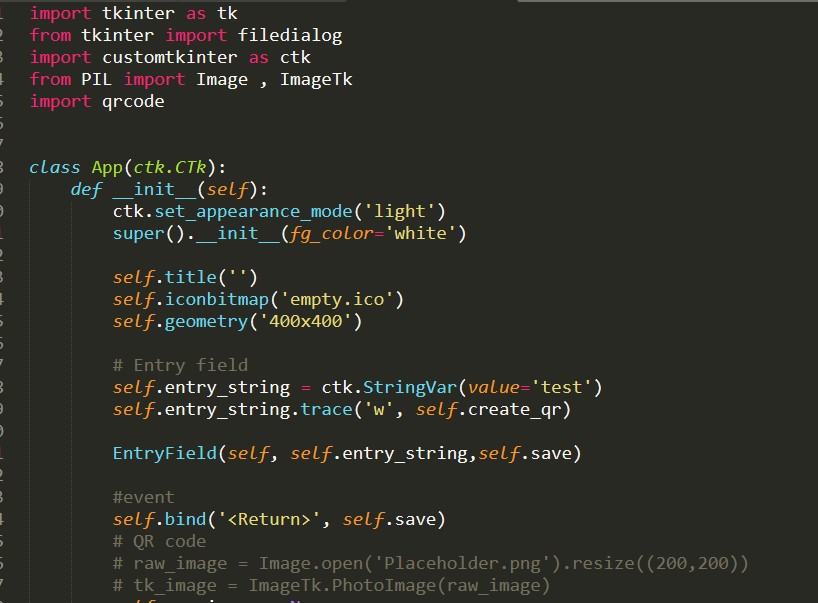 import tkinter as tk
from tkinter import filedialog
import customtkinter as ctk
from PIL import Image , ImageTk
import qrcode
class App(ctk.CTk):
def __init__(self):
ctk.set_appearance_mode('light')
super().__init__(fg_color='white')
self.title('')
self.iconbitmap('empty.ico')
self.geometry('400x400')
# Entry field
self.entry_string = ctk.StringVar(value='test')
self.entry_string.trace('w', self.create_qr)
EntryField(self, self.entry_string,self.save)
#event
self.bind('<Return>', self.save)
# QR code
# raw_image = Image.open('Placeholder.png').resize((200,200))
# tk_image = ImageTk.PhotoImage(raw_image)